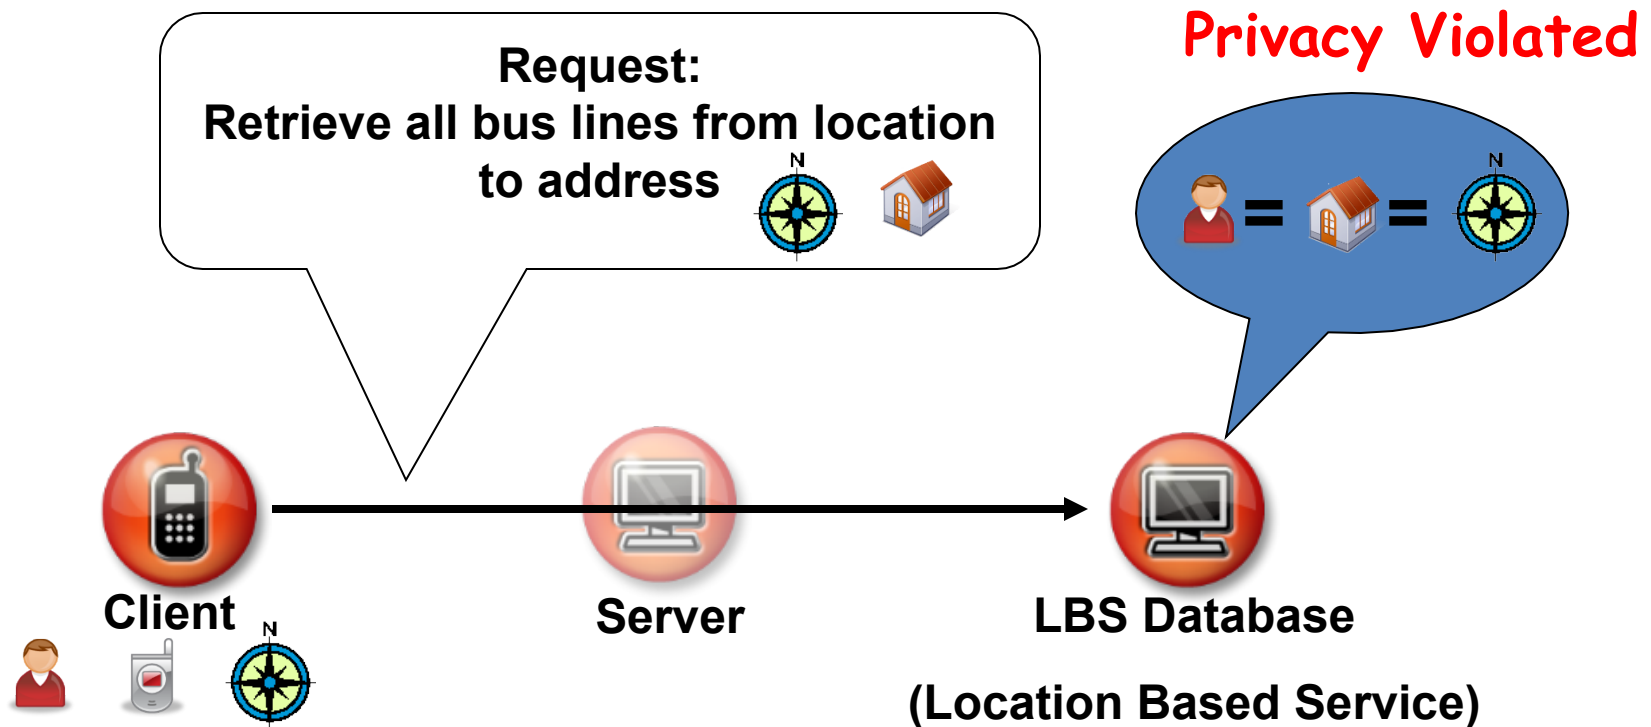 Privacy Violated
Request:
Retrieve all bus lines from location
to address
N
N
= =
Client
Server
LBS Database
N
(Location Based Service)